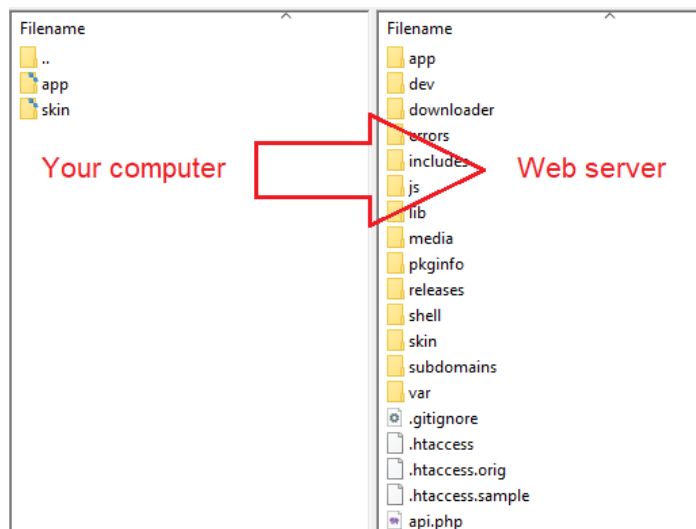 Filename
..
app
skin
Your computer
Filename
app
dev
downloader
errors
includes
js
lib
media
pkginfo
releases
shell
skin
subdomains
var
.gitignore
.htaccess
.htaccess.orig
.htaccess.sample
api.php
Web server